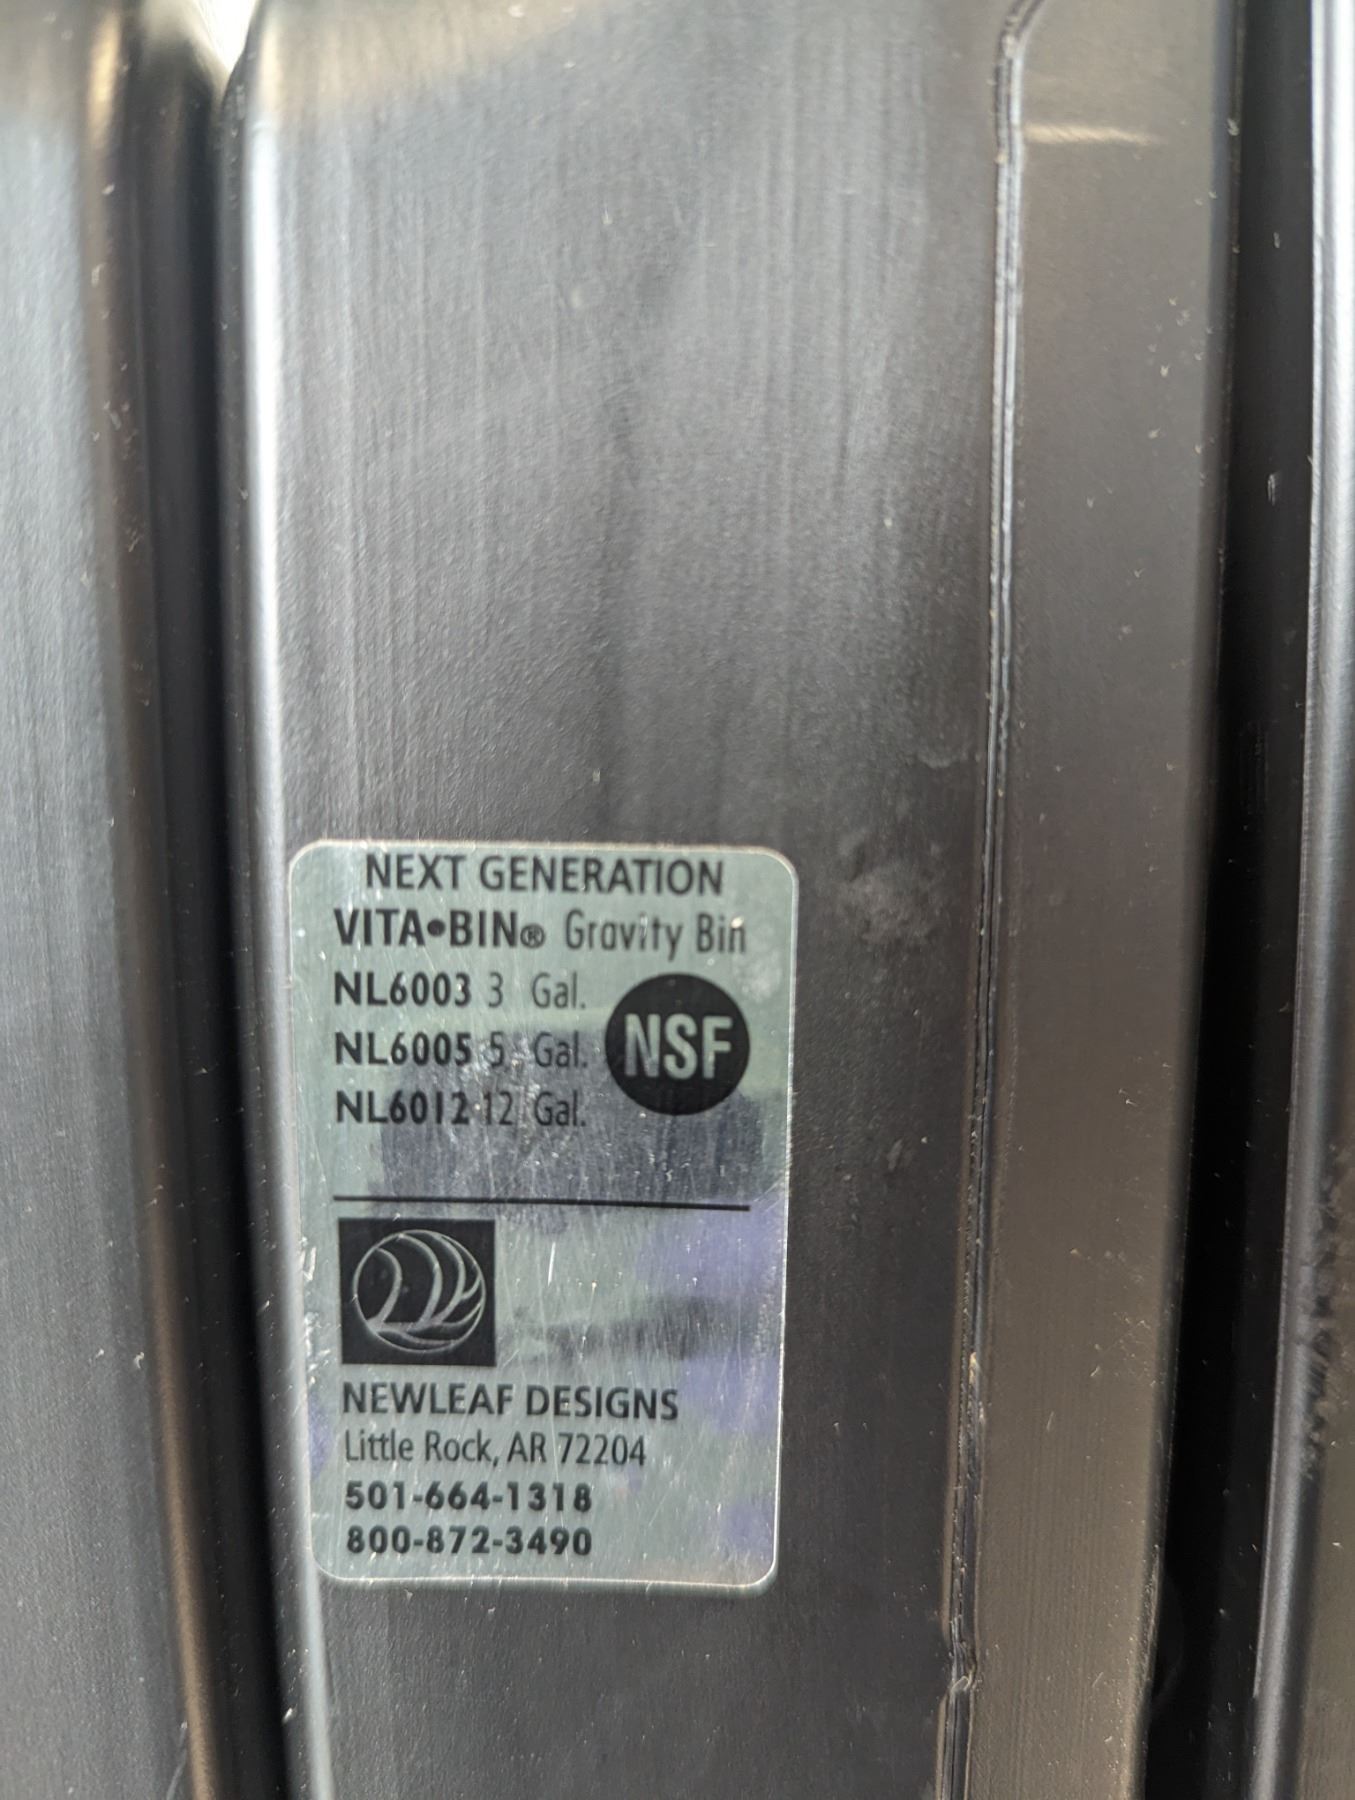 NEXT GENERATION
VITA•BIN® Gravity Bin
NL6003 3 Gal.
NL6005 5 Gal.
NL6012 12 Gal.
NSF
NEWLEAF DESIGNS
Little Rock, AR 72204
501-664-1318
800-872-3490